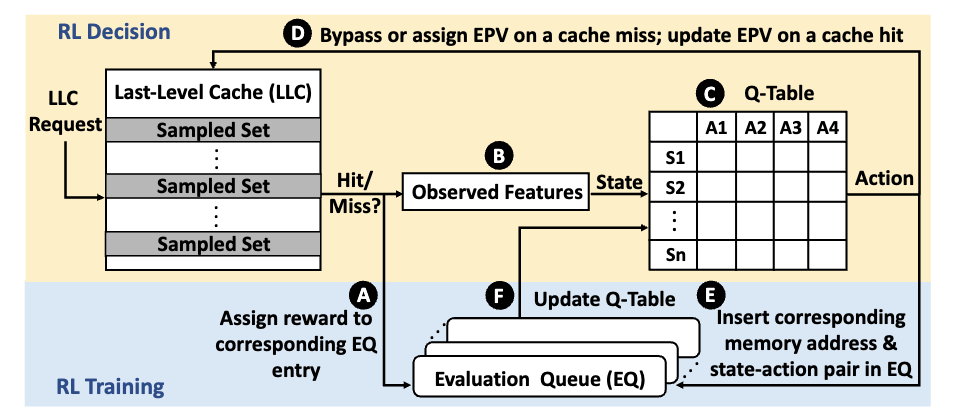 RL Decision
D Bypass or assign EPV on a cache miss; update EPV on a cache hit
LLC
Request
Last-Level Cache (LLC)
Sampled Set
⋮
Sampled Set
⋮
Sampled Set
Hit/
Miss?
B
Observed Features
State
C Q-Table
A1 A2 A3 A4
S1
S2
⋮
Sn
Action
A
Assign reward to
corresponding EQ
entry
F Update Q-Table
E
Insert corresponding
memory address &
state-action pair in EQ
Evaluation Queue (EQ)
RL Training